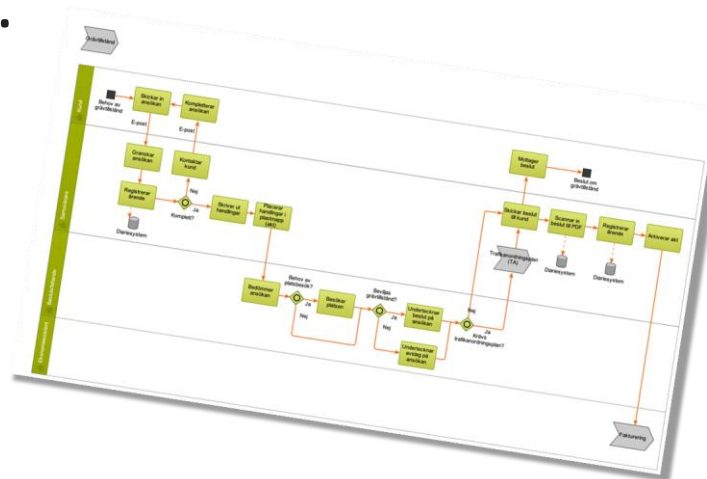 Grävtillstånd
Kund
Behov av
grävtillstånd
Skickar in
ansökan
Kompletterar
ansökan
E-post
E-post
Granskar
ansökan
Kontaktar
kund
Registrerar
ärende
Diariesystem
Nej
Ja
Komplett?
Skriver ut
handlingar
Placerar
handlingar i
plastmapp
Mottager
beslut
Beslut om
grävtillstånd
Skickar beslut
till kund
Scannar in
beslut till PDF
Registrerar
ärende
Arkiverar akt
Diariesystem
Diariesystem
Trafikanordningsplan
(TA)
Bedömmer
ansökan
Behov av
platsbesök?
Ja
Nej
Besöker
platsen
Beviljas
grävtillstånd?
Ja
Nej
Undertecknar
beslut på
ansökan
Undertecknar
avslag på
ansökan
Nej
Ja
Krävs
trafikanordningsplan?
Fakturering